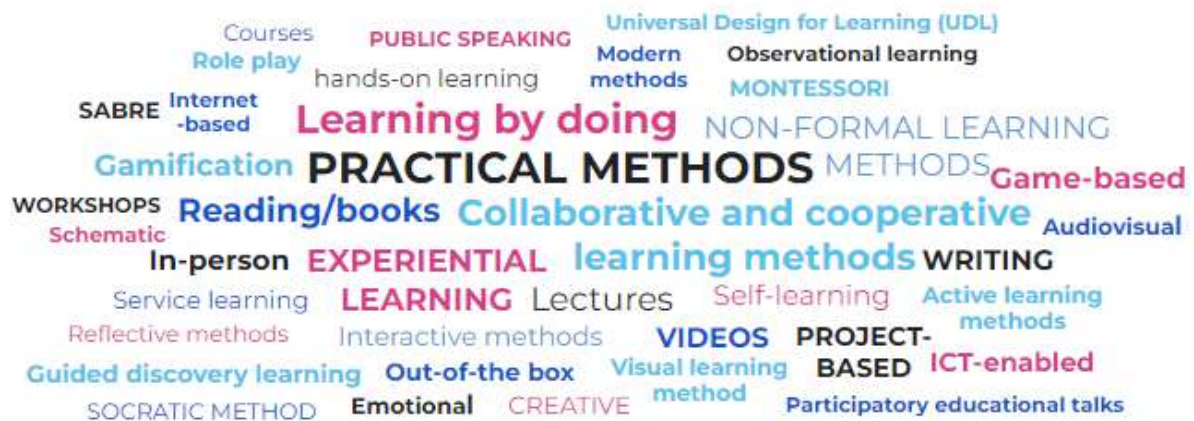 Universal Design for Learning (UDL)
Courses
PUBLIC SPEAKING
Role play
Modern
methods
Observational learning
hands-on learning
MONTESSORI
SABRE
Internet
-based
Learning by doing
NON-FORMAL LEARNING
METHODS
Gamification
PRACTICAL METHODS
Game-based
WORKSHOPS
Reading/books
Collaborative and cooperative
learning methods
Audiovisual
Schematic
In-person
EXPERIENTIAL
LEARNING
WRITING
Service learning
Lectures
Self-learning
Active learning
methods
Reflective methods
Interactive methods
VIDEOS
PROJECT-
BASED
ICT-enabled
Guided discovery learning
Out-of-the box
Visual learning
method
SOCRATIC METHOD
Emotional
CREATIVE
Participatory educational talks